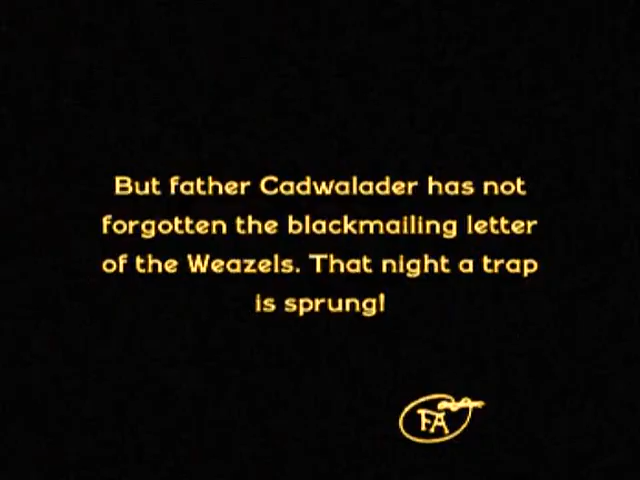 But father Cadwalader has not
forgotten the blackmailing letter
of the Weazels. That night a trap
is sprung!
FA